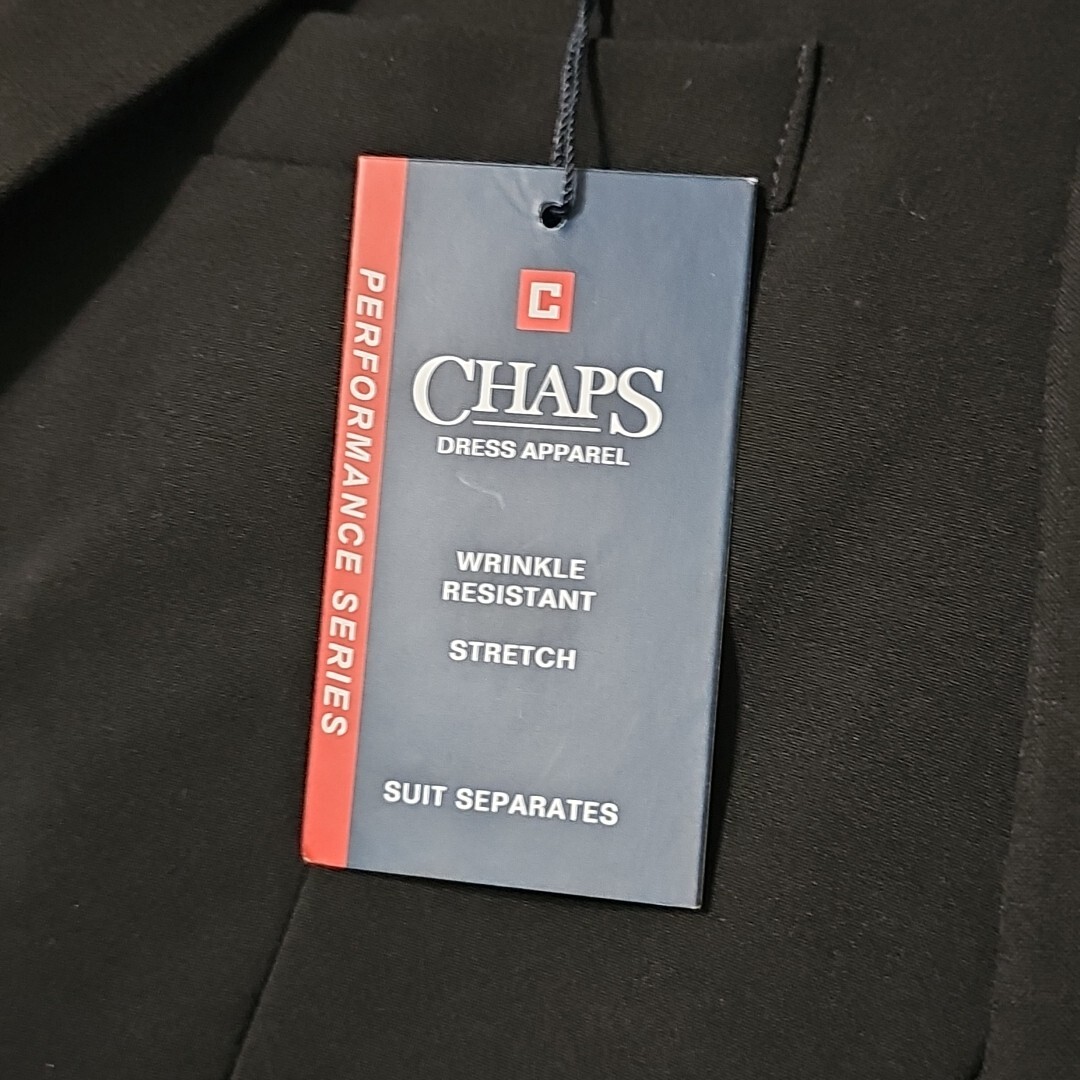 C
CHAPS
DRESS APPAREL
WRINKLE
RESISTANT
STRETCH
SUIT SEPARATES
PERFORMANCE SERIES